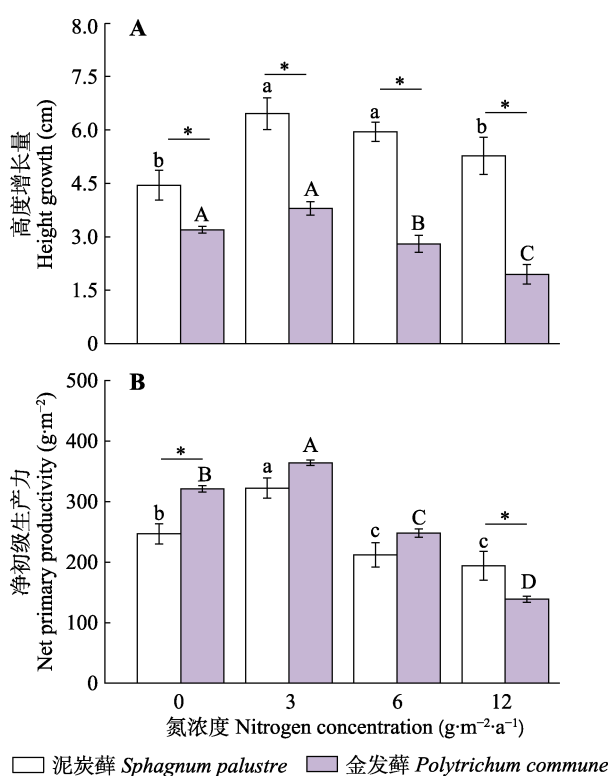 A
8.0
7.5
6.0
4.5
3.0
1.5
0
高度增长量
Height growth (cm)
b
*
A
a
*
A
a
*
B
b
*
C
B
500
400
300
200
100
0
净初级生产力
Net primary productivity (g·m⁻²)
b
*
B
a
A
c
C
c
*
D
0 3 6 12
氮浓度 Nitrogen concentration (g·m⁻²·a⁻¹)
泥炭藓 Sphagnum palustre 金发藓 Polytrichum commune